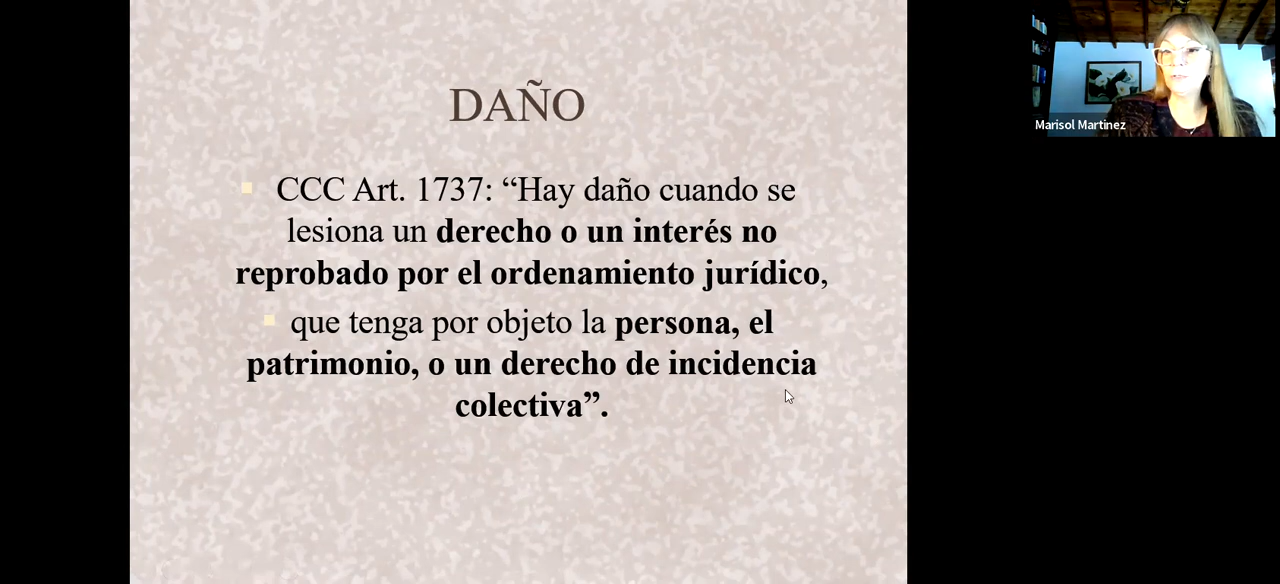 DAÑO
CCC Art. 1737: “Hay daño cuando se
lesiona un derecho o un interés no
reprobado por el ordenamiento jurídico,
que tenga por objeto la persona, el
patrimonio, o un derecho de incidencia
colectiva”.
Marisol Martinez